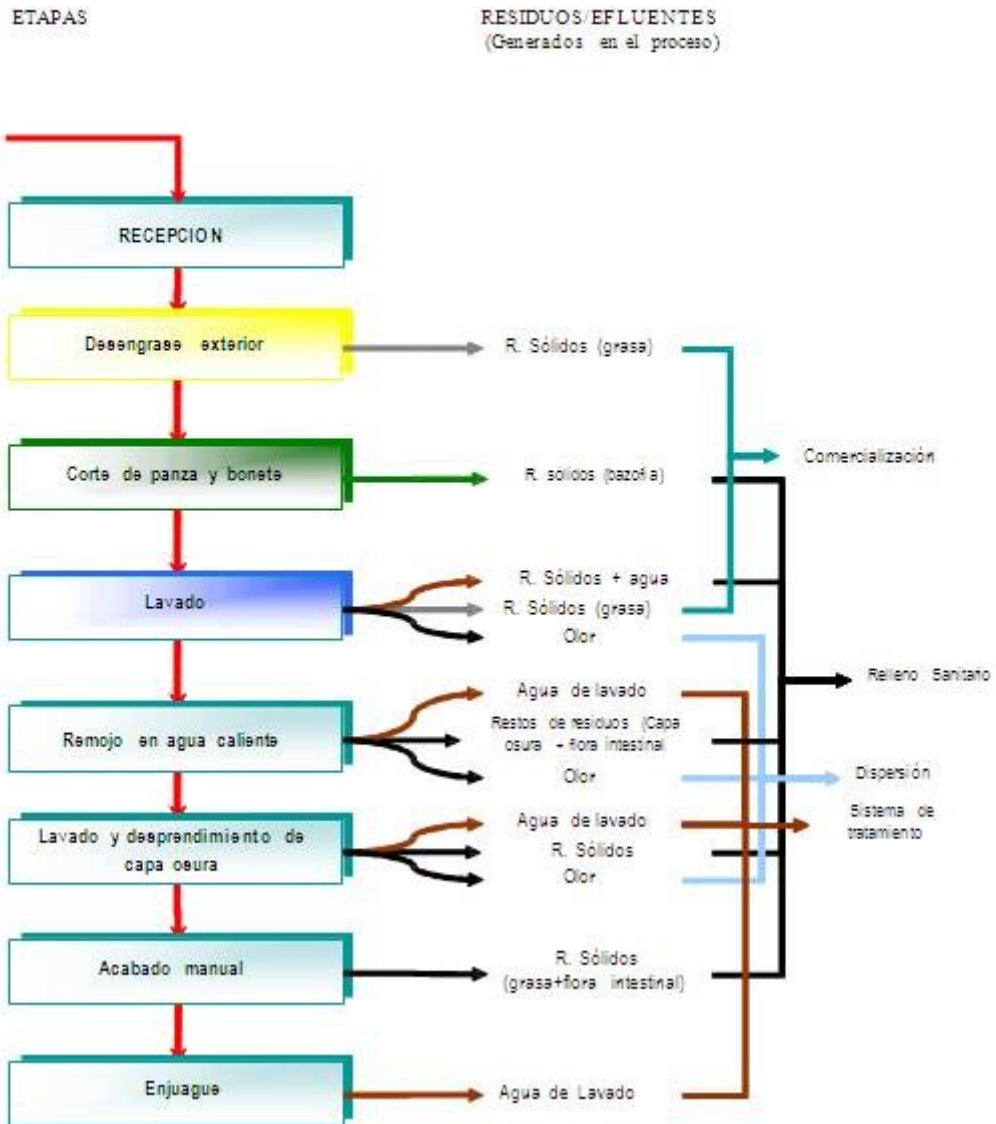 ETAPAS
RESIDUOS/EFLUENTES
(Generados en el proceso)
RECEPCION
Desengrase exterior
R. Sólidos (grasa)
Corte de panza y bonete
R. sólidos (bazofia)
Comercialización
Lavado
R. Sólidos + agua
R. Sólidos (grasa)
Olor
Relleno Sanitario
Remojo en agua caliente
Agua de lavado
Restos de residuos (Capa
osura + flora intestinal
Olor
Dispersión
Sistema de
tratamiento
Lavado y desprendimiento de
capa osura
Agua de lavado
R. Sólidos
Olor
Acabado manual
R. Sólidos
(grasa+flora intestinal)
Enjuague
Agua de Lavado